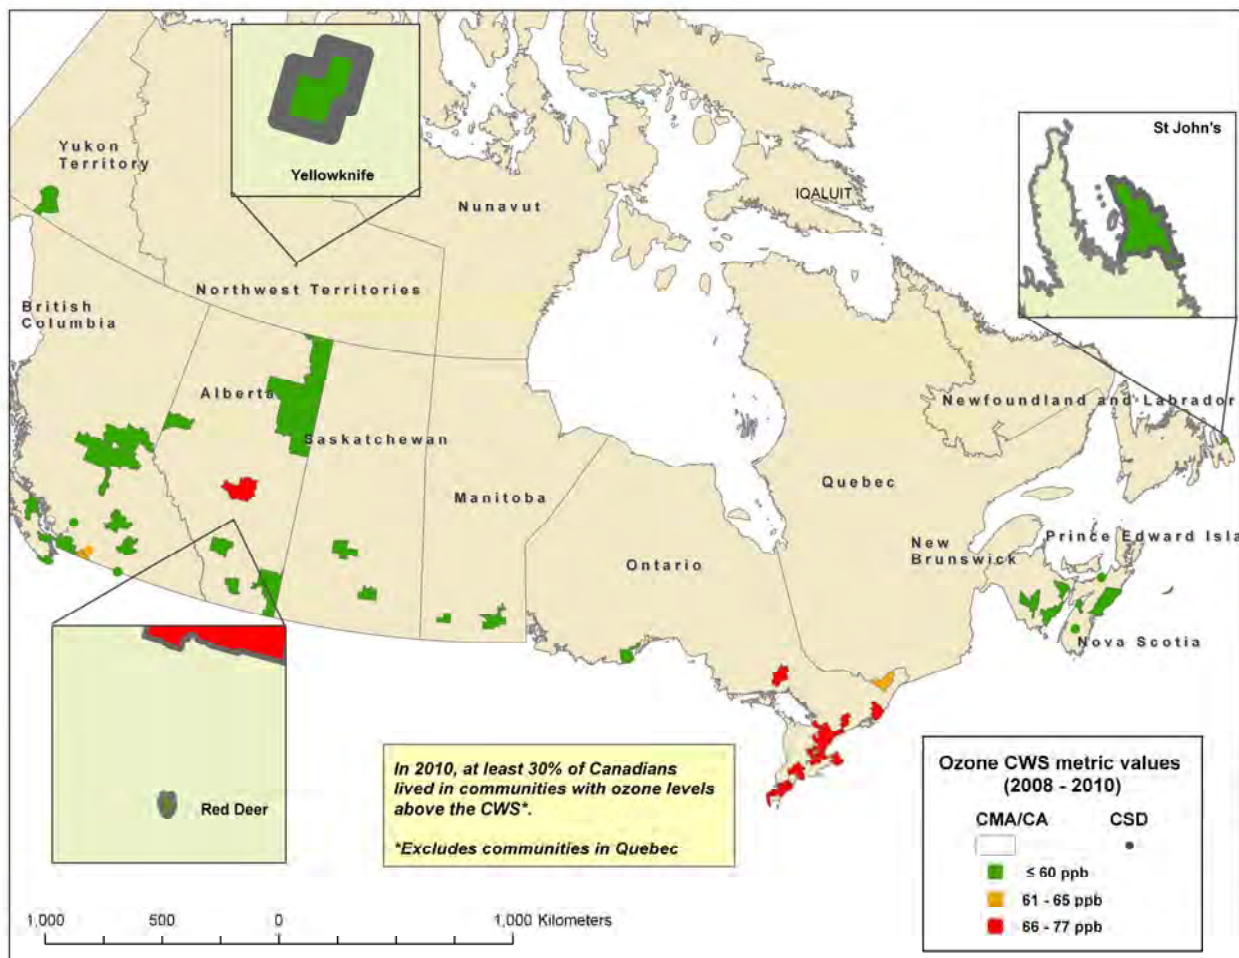 St John's
Yukon
Territory
Yellowknife
IQALUIT
Nunavut
Northwest Territories
British
Columbia
Alberta
Newfoundland and Labrador
Saskatchewan
Quebec
Manitoba
New
Brunswick
Prince Edward Isla
Ontario
Nova Scotia
Red Deer
In 2010, at least 30% of Canadians
lived in communities with ozone levels
above the CWS*.
*Excludes communities in Quebec
Ozone CWS metric values
(2008 - 2010)
CMA/CA CSD
≤ 60 ppb
61 - 65 ppb
66 - 77 ppb
1,000 500 0 1,000 Kilometers